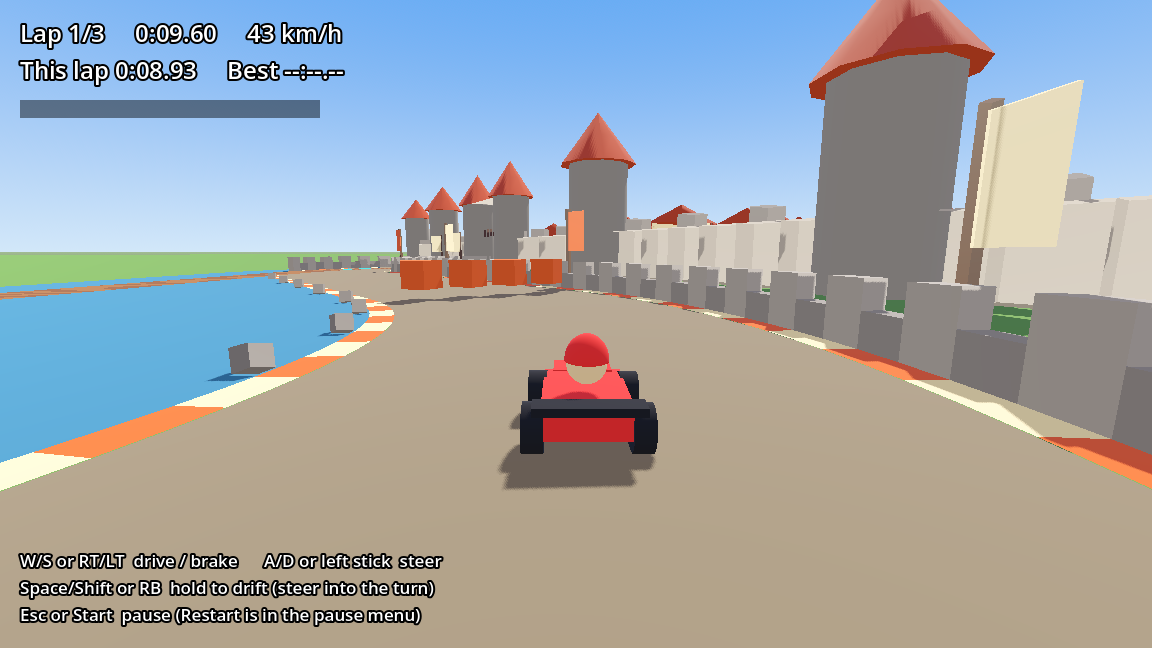 Lap 1/3 0:09.60 43 km/h
This lap 0:08.93 Best --:--.--
W/S or RT/LT drive / brake A/D or left stick steer
Space/Shift or RB hold to drift (steer into the turn)
Esc or Start pause (Restart is in the pause menu)